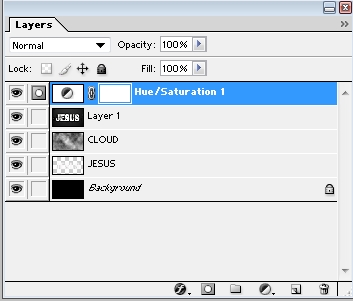 Layers
Normal Opacity: 100%
Lock: Fill: 100%
Hue/Saturation 1
JESUS Layer 1
CLOUD
JESUS
Background